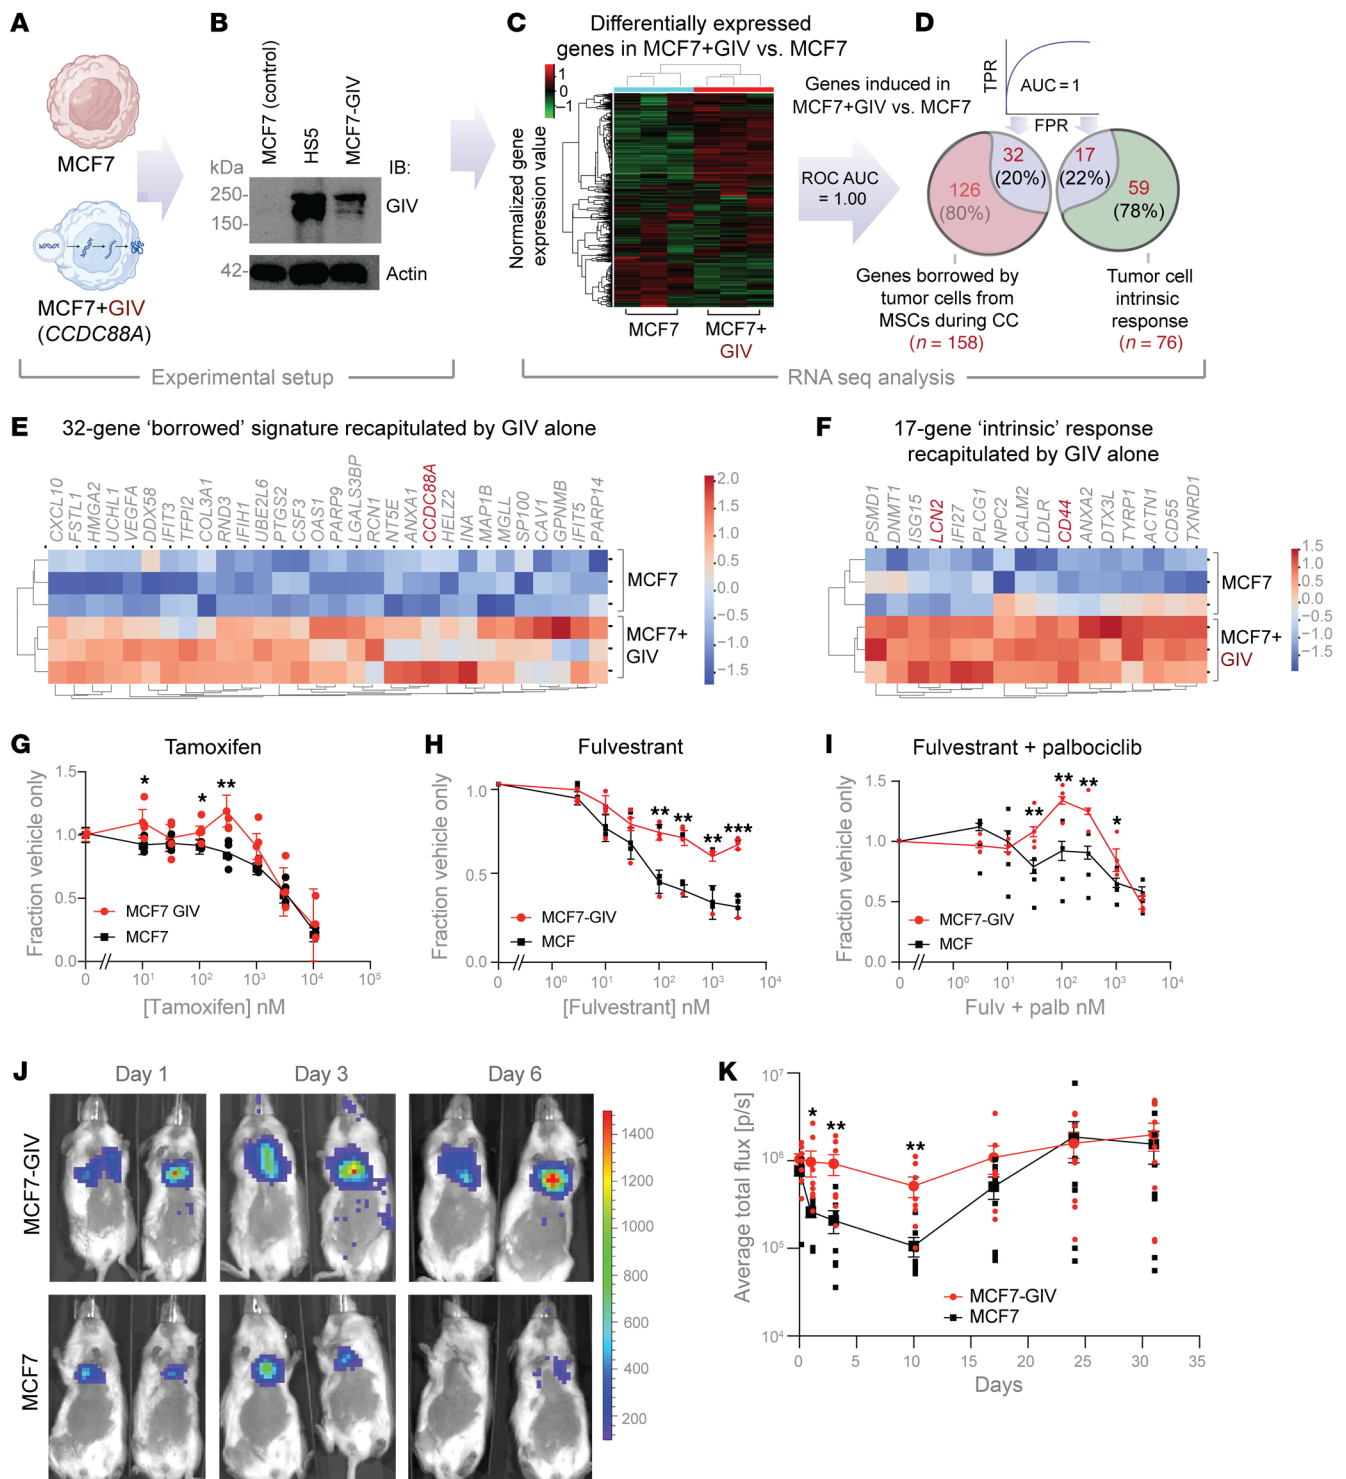 A
MCF7
MCF7+GIV
(CCDC88A)
B
MCF7 (control)
HS5
MCF7-GIV
kDa
IB:
250-
150-
GIV
42-
Actin
Experimental setup
C
Differentially expressed
genes in MCF7+GIV vs. MCF7
1
0
−1
Normalized gene
expression value
MCF7
MCF7+
GIV
Genes induced in
MCF7+GIV vs. MCF7
ROC AUC
= 1.00
D
TPR
AUC = 1
FPR
32
(20%)
126
(80%)
17
(22%)
59
(78%)
Genes borrowed by
tumor cells from
MSCs during CC
(n = 158)
Tumor cell
intrinsic
response
(n = 76)
RNA seq analysis
E
32-gene ‘borrowed’ signature recapitulated by GIV alone
CXCL10
FSTL1
HMGA2
UCHL1
VEGFA
DDX58
IFIT3
TFPI2
COL3A1
RND3
IFIH1
UBE2L6
PTGS2
CSF3
OAS1
PARP9
LGALS3BP
RCN1
NT5E
ANXA1
CCDC88A
HELZ2
INA
MAP1B
MGLL
SP100
CAV1
GPNMB
IFIT5
PARP14
MCF7
MCF7+
GIV
2.0
1.5
1.0
0.5
0.0
−0.5
−1.0
−1.5
F
17-gene ‘intrinsic’ response
recapitulated by GIV alone
PSMD1
DNMT1
ISG15
LCN2
IFI27
PLCG1
NPC2
CALM2
LDLR
CD44
ANXA2
DTX3L
TYRP1
ACTN1
CD55
TXNRD1
MCF7
MCF7+
GIV
1.5
1.0
0.5
0.0
−0.5
−1.0
−1.5
G
Tamoxifen
Fraction vehicle only
1.5
1.0
0.5
0.0
*
*
**
MCF7 GIV
MCF7
0
10¹
10²
10³
10⁴
10⁵
[Tamoxifen] nM
H
Fulvestrant
Fraction vehicle only
1.0
0.5
0.0
**
**
**
***
MCF7-GIV
MCF
0
10⁰
10¹
10²
10³
10⁴
[Fulvestrant] nM
I
Fulvestrant + palbociclib
Fraction vehicle only
1.5
1.0
0.5
0.0
**
**
**
*
MCF7-GIV
MCF
0
10⁰
10¹
10²
10³
10⁴
Fulv + palb nM
J
Day 1
Day 3
Day 6
MCF7-GIV
MCF7
1400
1200
1000
800
600
400
200
K
Average total flux [p/s]
10⁷
10⁶
10⁵
10⁴
*
**
**
MCF7-GIV
MCF7
0
5
10
15
20
25
30
35
Days